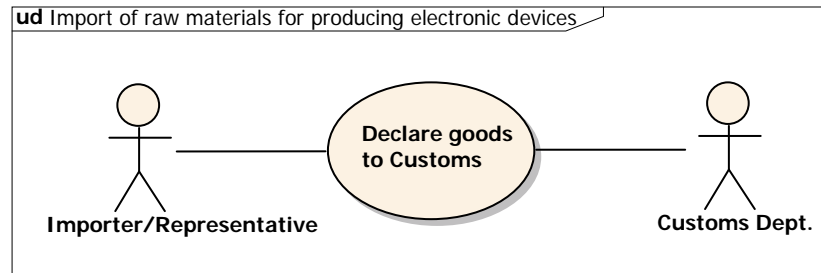 ud Import of raw materials for producing electronic devices
Declare goods
to Customs
Importer/Representative
Customs Dept.